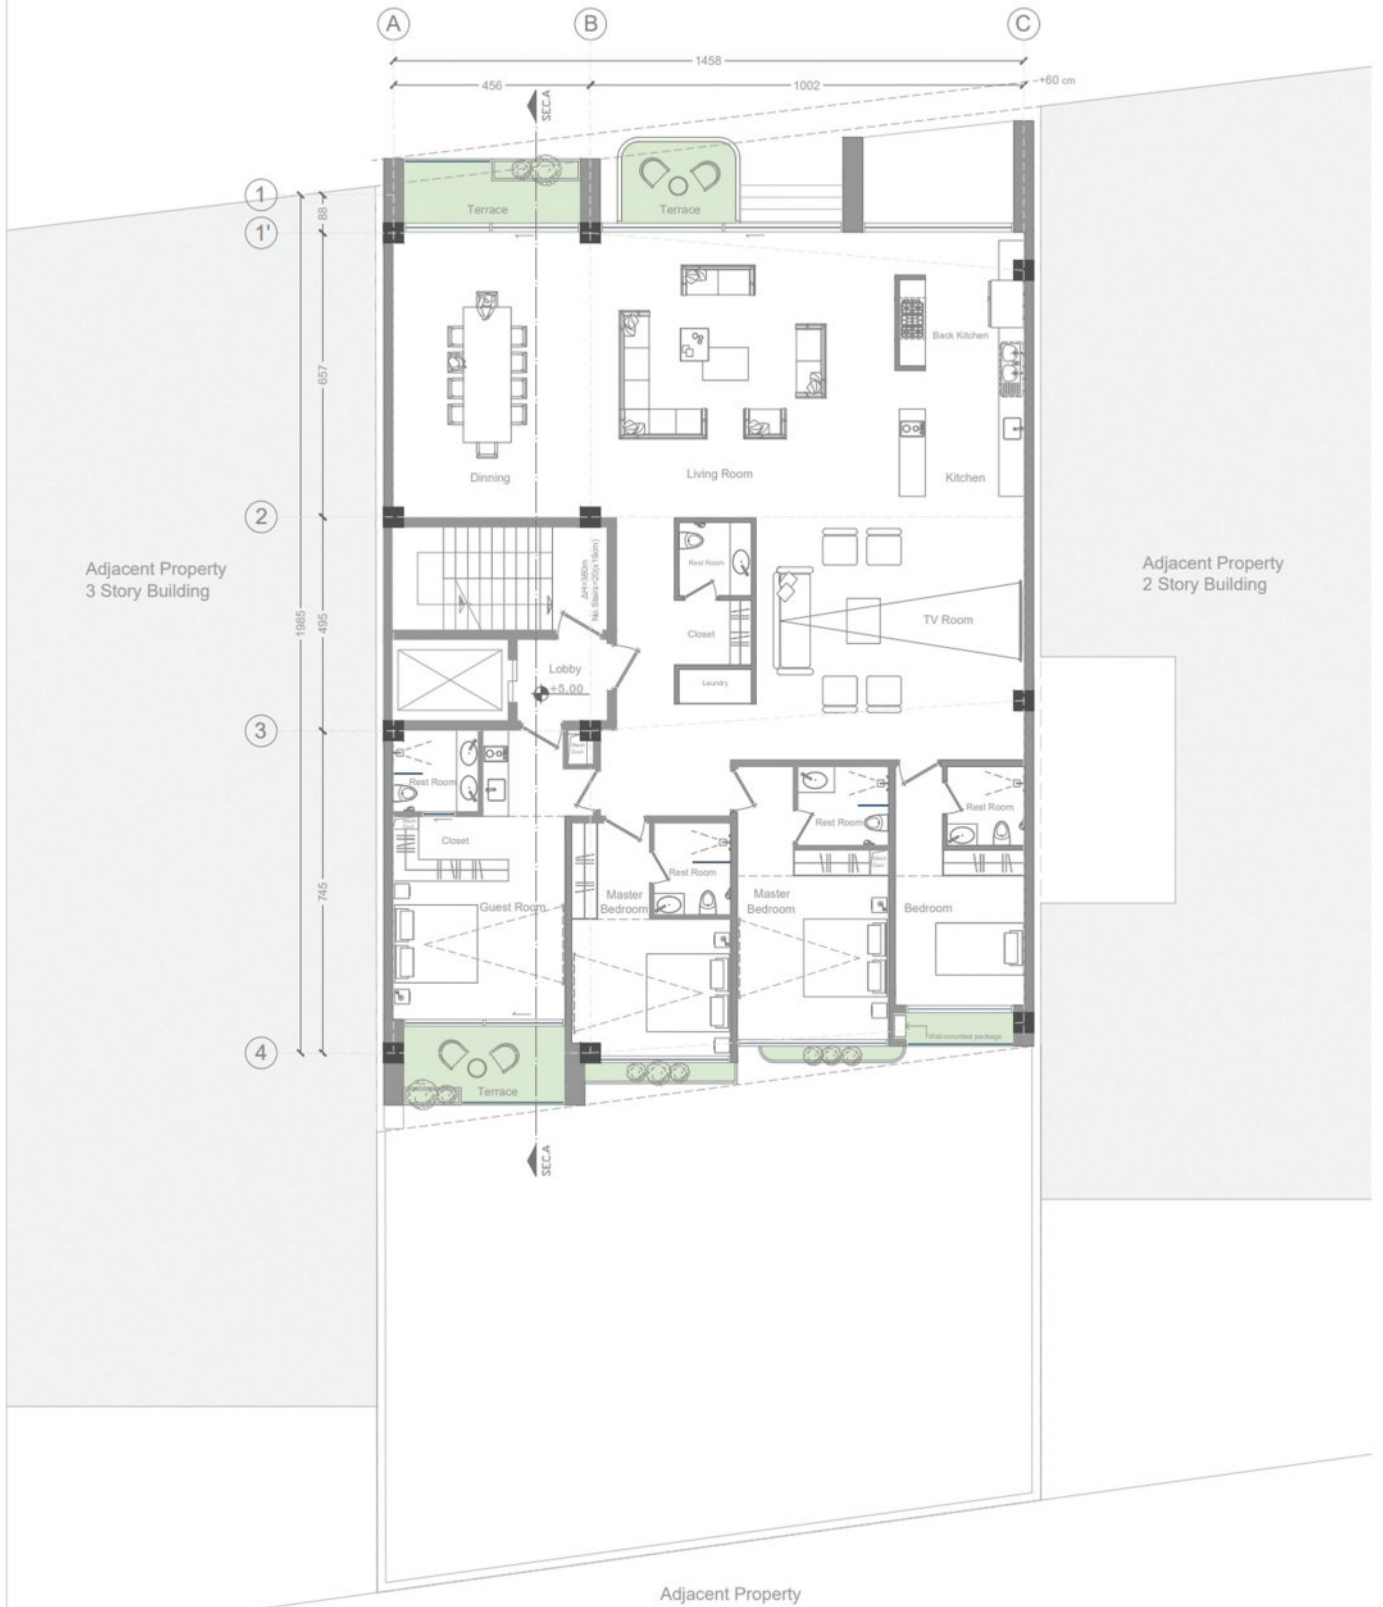 A
B
C
1458
456
1002
+60 cm
SEC.A
1
88
1'
Terrace
Terrace
657
Back Kitchen
Dinning
Living Room
Kitchen
2
Adjacent Property
3 Story Building
Adjacent Property
2 Story Building
1985
495
Rest Room
Closet
TV Room
Laundry
Lobby
+5.00
3
Rest Room
Rest Room
Rest Room
Closet
Rest Room
745
Guest Room
Master
Bedroom
Master
Bedroom
Bedroom
Wall-mounted package
4
Terrace
SEC.A
Adjacent Property